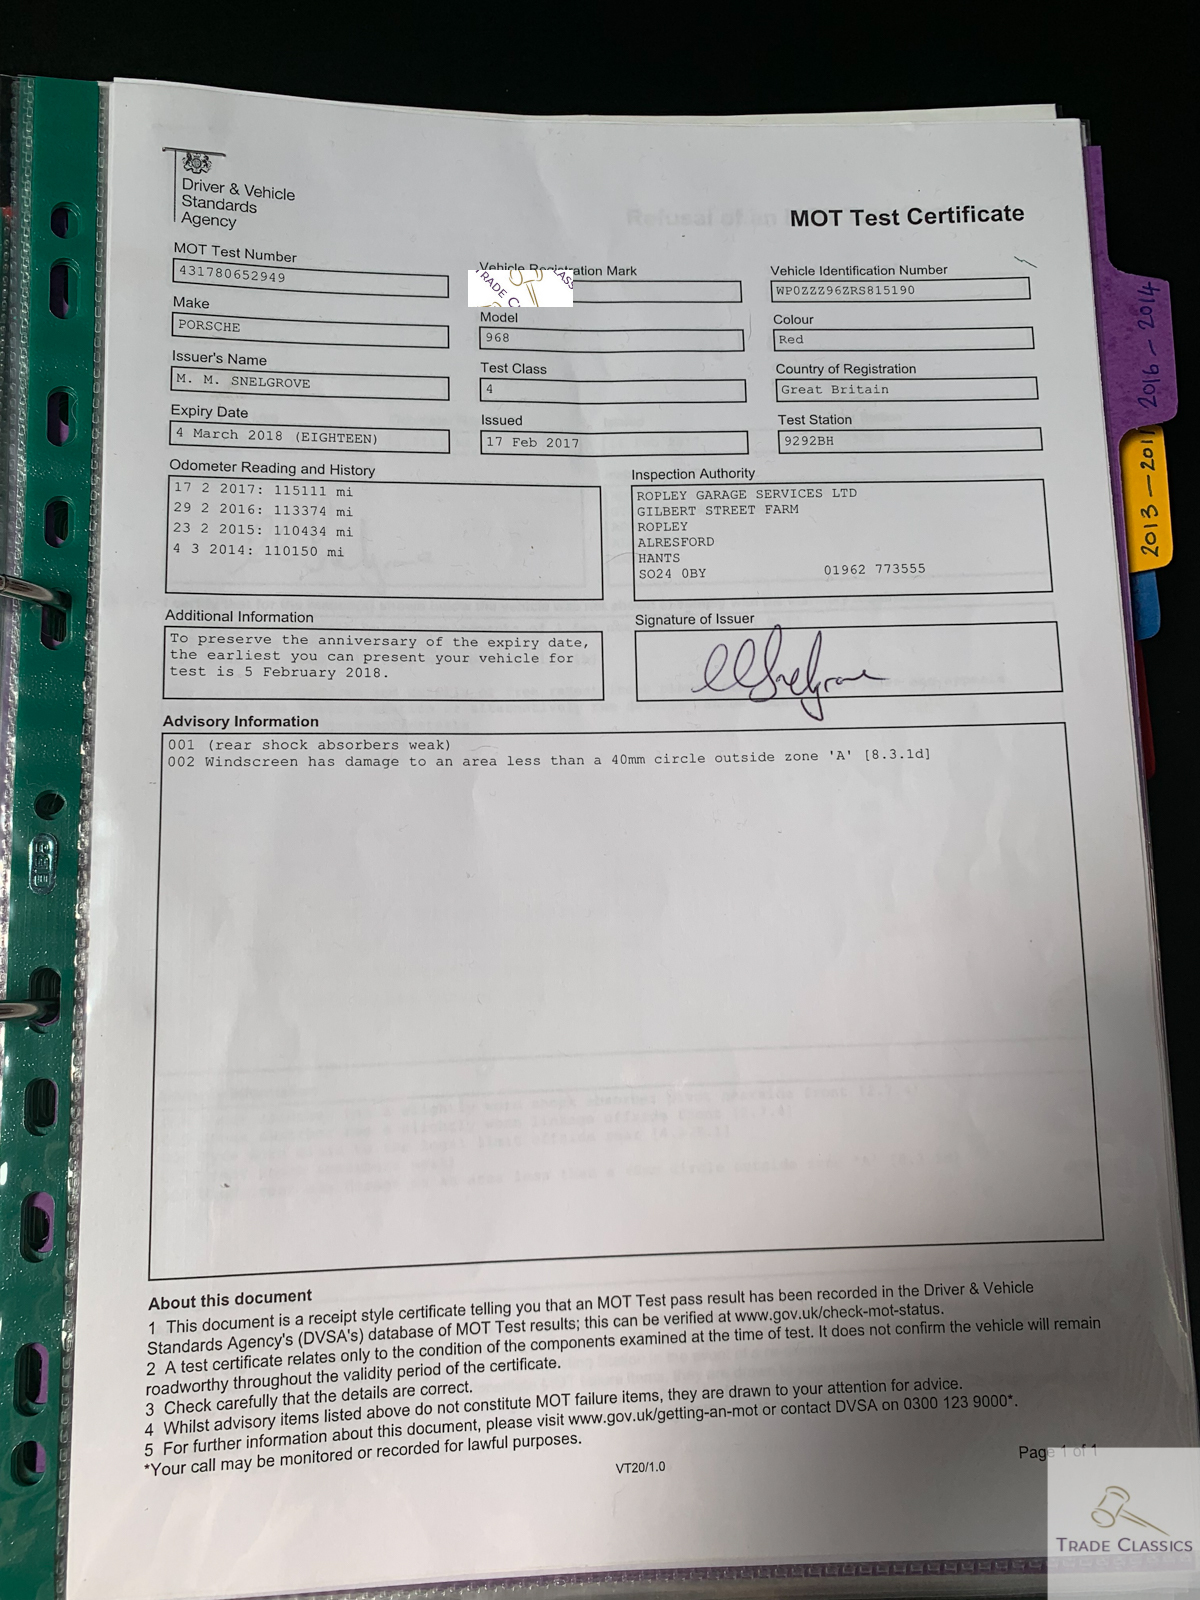 Driver & Vehicle
Standards
Agency
Refusal of an
MOT Test Certificate
MOT Test Number
431780652949
Vehicle Registration Mark
TRADE CLASS
Vehicle Identification Number
WP0ZZZ96ZRS815190
Make
PORSCHE
Model
968
Colour
Red
Issuer's Name
M. M. SNELGROVE
Test Class
4
Country of Registration
Great Britain
Expiry Date
4 March 2018 (EIGHTEEN)
Issued
17 Feb 2017
Test Station
9292BH
Odometer Reading and History
17 2 2017: 115111 mi
29 2 2016: 113374 mi
23 2 2015: 110434 mi
4 3 2014: 110150 mi
Inspection Authority
ROPLEY GARAGE SERVICES LTD
GILBERT STREET FARM
ROPLEY
ALRESFORD
HANTS
SO24 0BY 01962 773555
Additional Information
To preserve the anniversary of the expiry date,
the earliest you can present your vehicle for
test is 5 February 2018.
Signature of Issuer
Advisory Information
001 (rear shock absorbers weak)
002 Windscreen has damage to an area less than a 40mm circle outside zone 'A' [8.3.1d]
About this document
1 This document is a receipt style certificate telling you that an MOT Test pass result has been recorded in the Driver & Vehicle
Standards Agency's (DVSA's) database of MOT Test results; this can be verified at www.gov.uk/check-mot-status.
2 A test certificate relates only to the condition of the components examined at the time of test. It does not confirm the vehicle will remain
roadworthy throughout the validity period of the certificate.
3 Check carefully that the details are correct.
4 Whilst advisory items listed above do not constitute MOT failure items, they are drawn to your attention for advice.
5 For further information about this document, please visit www.gov.uk/getting-an-mot or contact DVSA on 0300 123 9000*.
*Your call may be monitored or recorded for lawful purposes.
VT20/1.0
Page 1 of 1
2016 - 2014
2013 - 201
TRADE CLASSICS